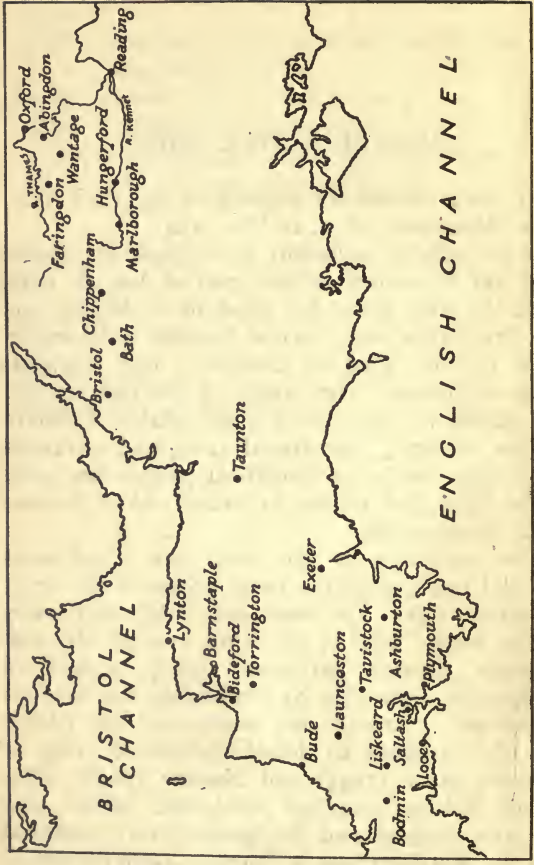 Oxford
R. THAMES
Abingdon
Faringdon
Wantage
Reading
Hungerford
R. KENNET
Marlborough
Chippenham
Bristol
Bath
BRISTOL
CHANNEL
Lynton
Taunton
Barnstaple
Bideford
Torrington
Exeter
Bude
Launceston
Tavistock
Ashburton
Liskeard
Saltash
Plymouth
Bodmin
LOOE
ENGLISH CHANNEL